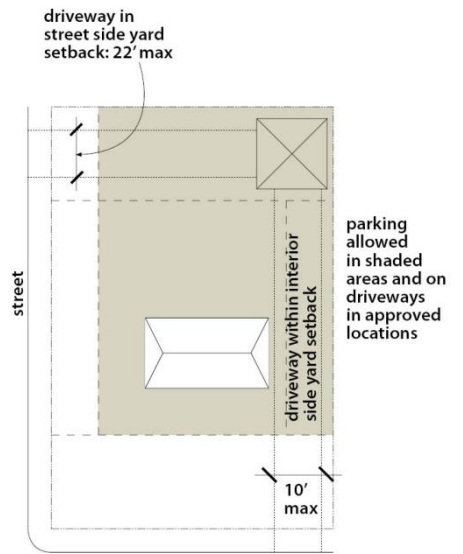 driveway in
street side yard
setback: 22' max
street
driveway within interior
side yard setback
parking
allowed
in shaded
areas and on
driveways
in approved
locations
10'
max